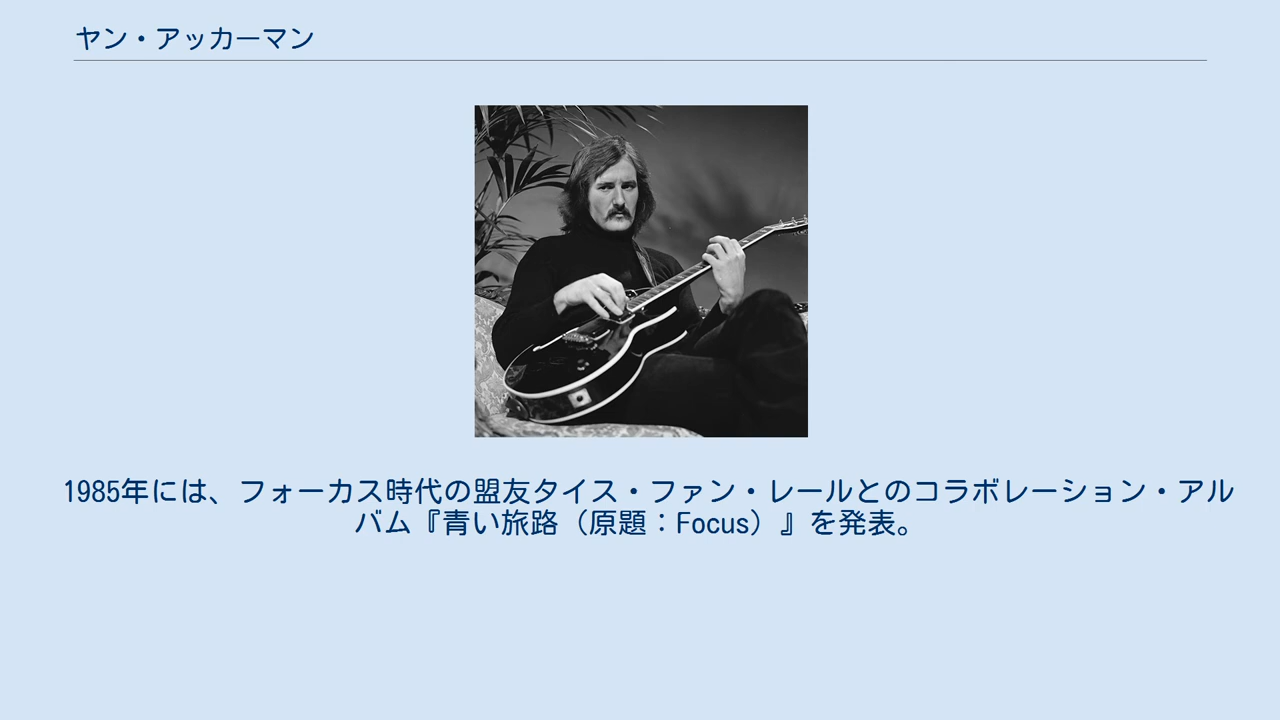 ヤン・アッカーマン
1985年には、フォーカス時代の盟友タイス・ファン・レールとのコラボレーション・アル
バム『青い旅路（原題：Focus）』を発表。